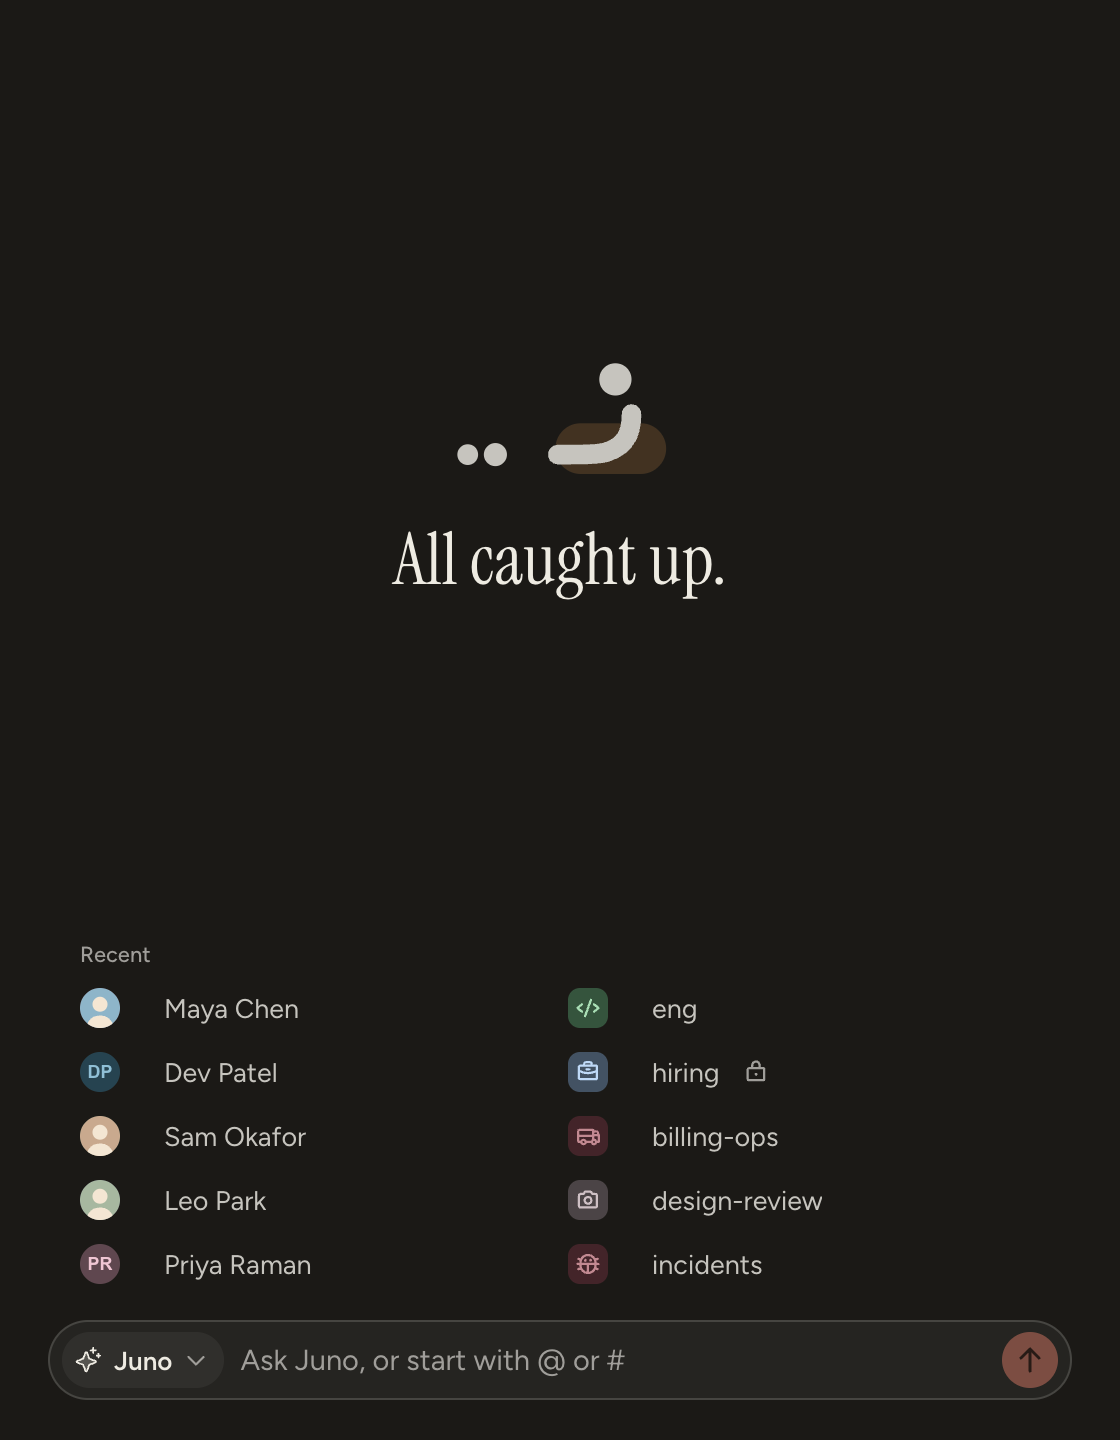 All caught up.
Recent
Maya Chen
DP Dev Patel
Sam Okafor
Leo Park
PR Priya Raman
eng
hiring
billing-ops
design-review
incidents
Juno Ask Juno, or start with @ or #